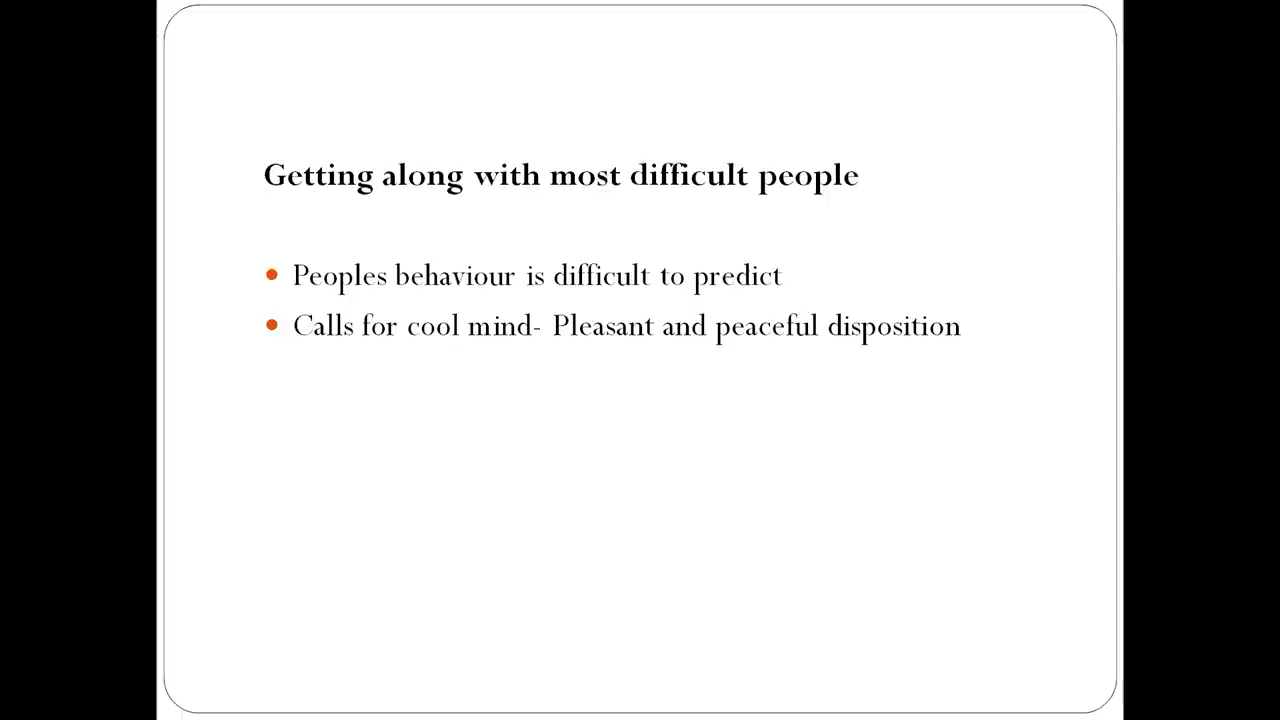 Getting along with most difficult people
Peoples behaviour is difficult to predict
Calls for cool mind- Pleasant and peaceful disposition